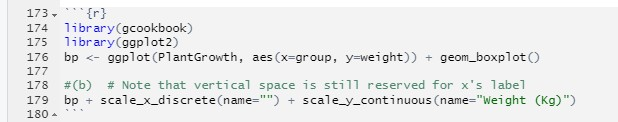 173 ```{r}
174 library(gcookbook)
175 library(ggplot2)
176 bp <- ggplot(PlantGrowth, aes(x=group, y=weight)) + geom_boxplot()
177
178 #(b)  # Note that vertical space is still reserved for x's label
179 bp + scale_x_discrete(name="") + scale_y_continuous(name="Weight (Kg)")
180 ```